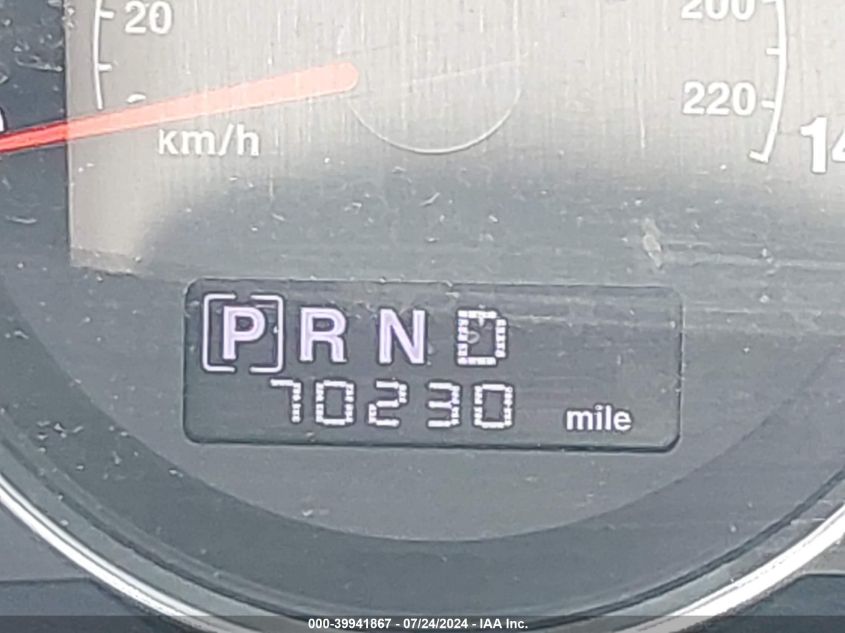 20 200
220
km/h 14
[P] R N D
70230 mile
000-39941867 - 07/24/2024 - IAA Inc.